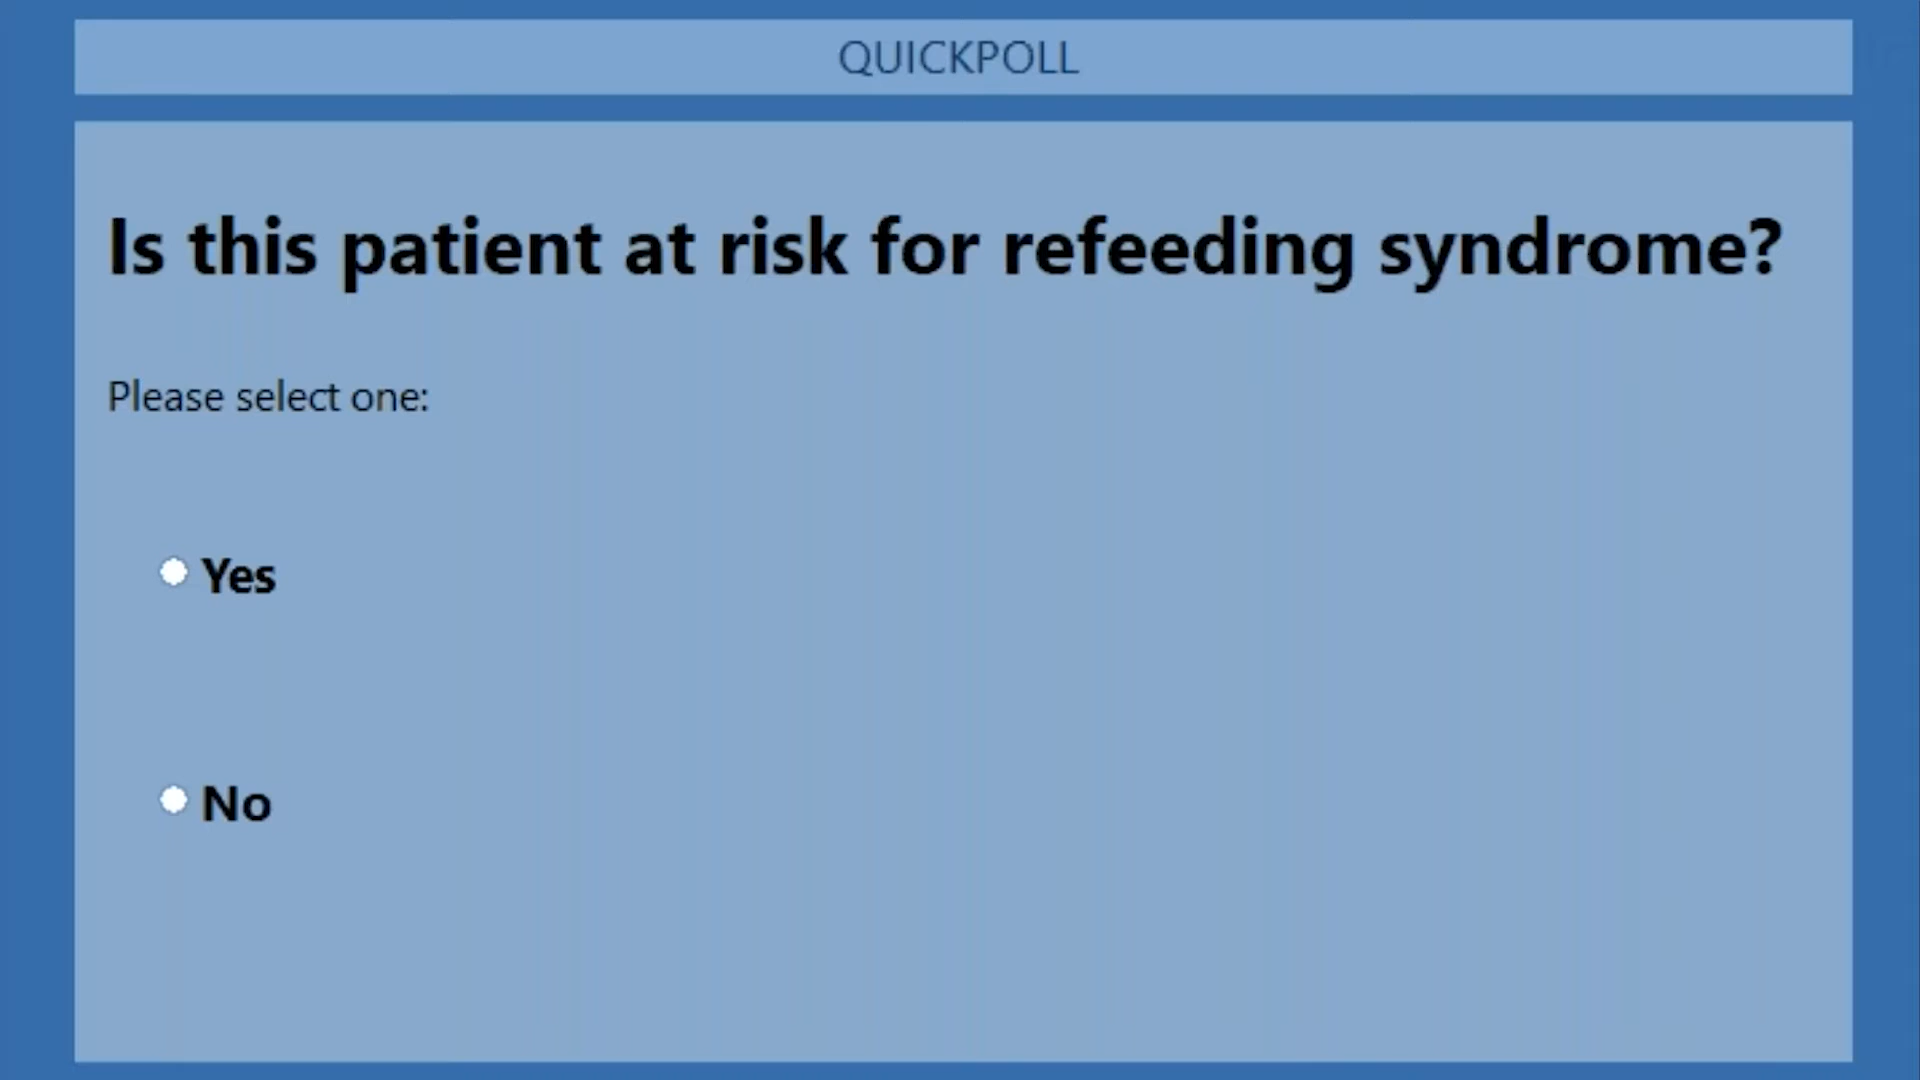 QUICKPOLL
Is this patient at risk for refeeding syndrome?
Please select one:
Yes
No